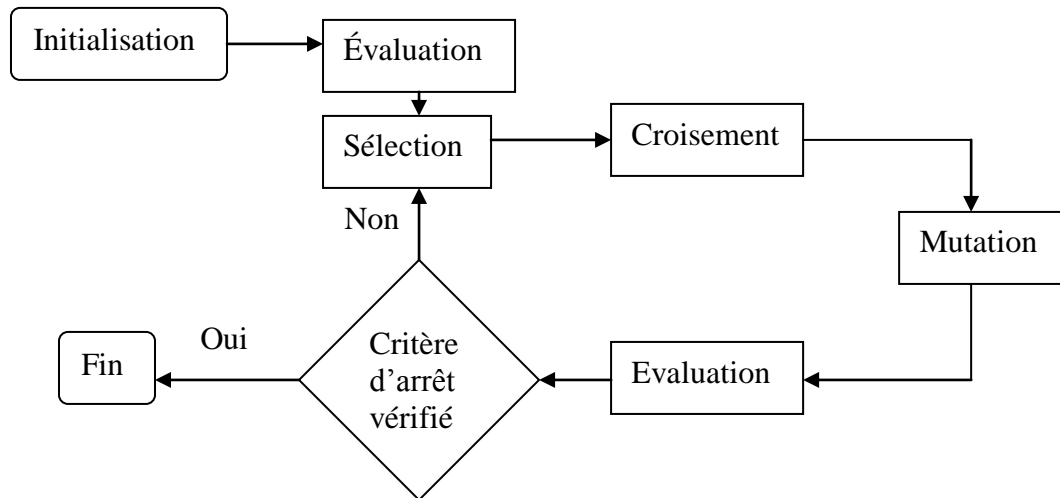 Initialisation
Évaluation
Sélection
Croisement
Mutation
Non
Oui
Fin
Critère
d'arrêt
vérifié
Evaluation